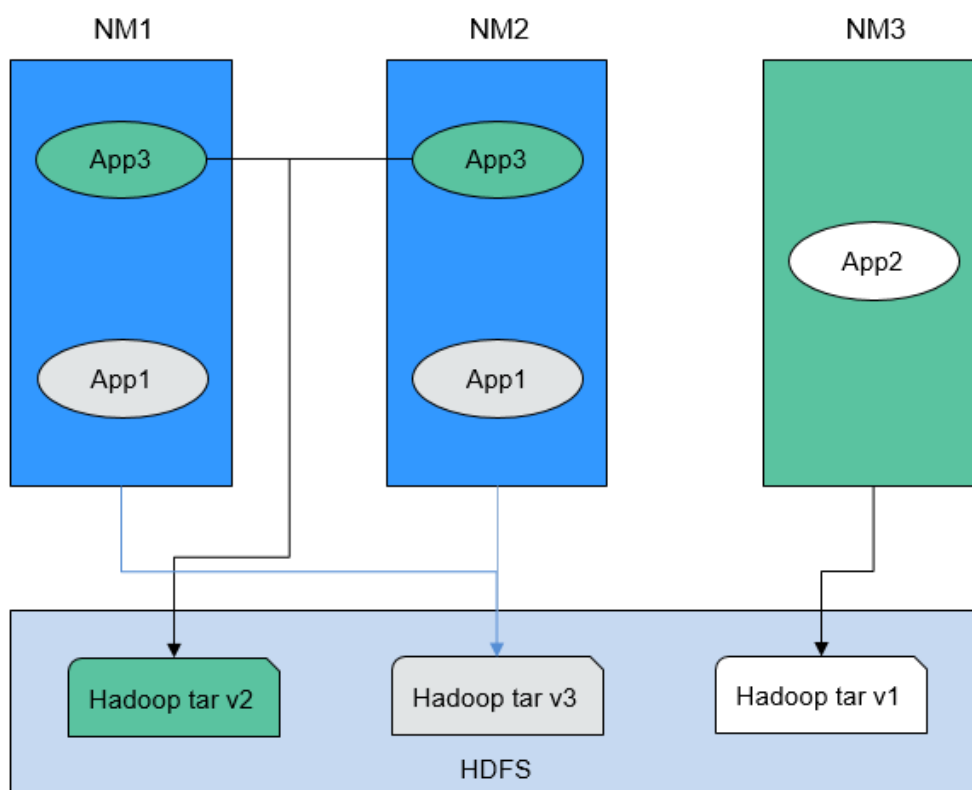 NM1
NM2
NM3
App3
App3
App2
App1
App1
Hadoop tar v2
Hadoop tar v3
Hadoop tar v1
HDFS